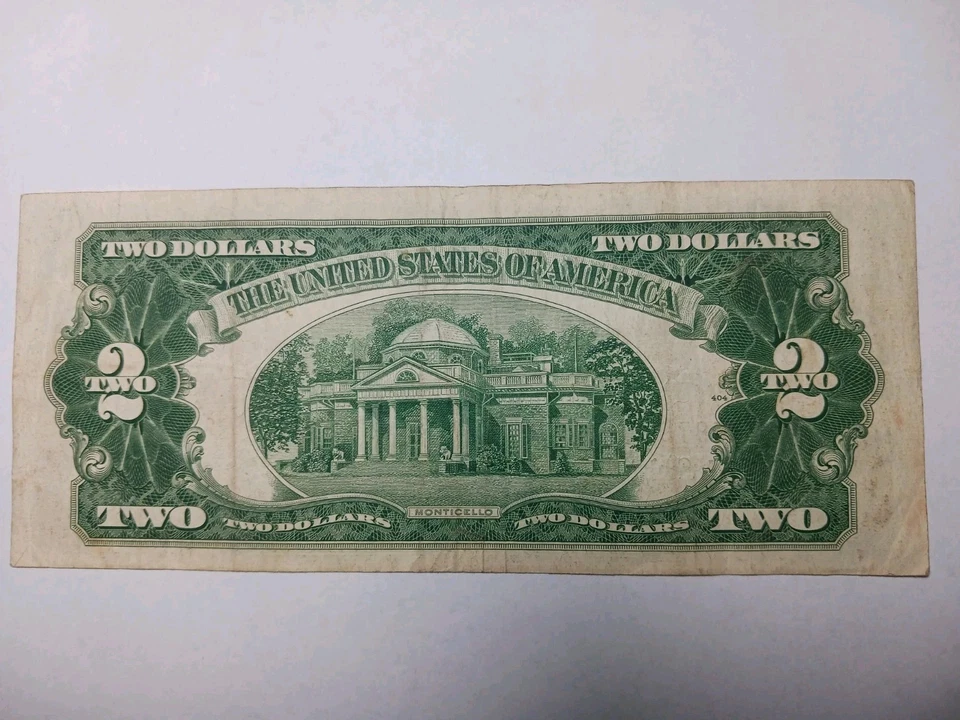 TWO DOLLARS TWO DOLLARS
THE UNITED STATES OF AMERICA
2 2
TWO TWO
404
TWO TWO DOLLARS MONTICELLO TWO DOLLARS TWO